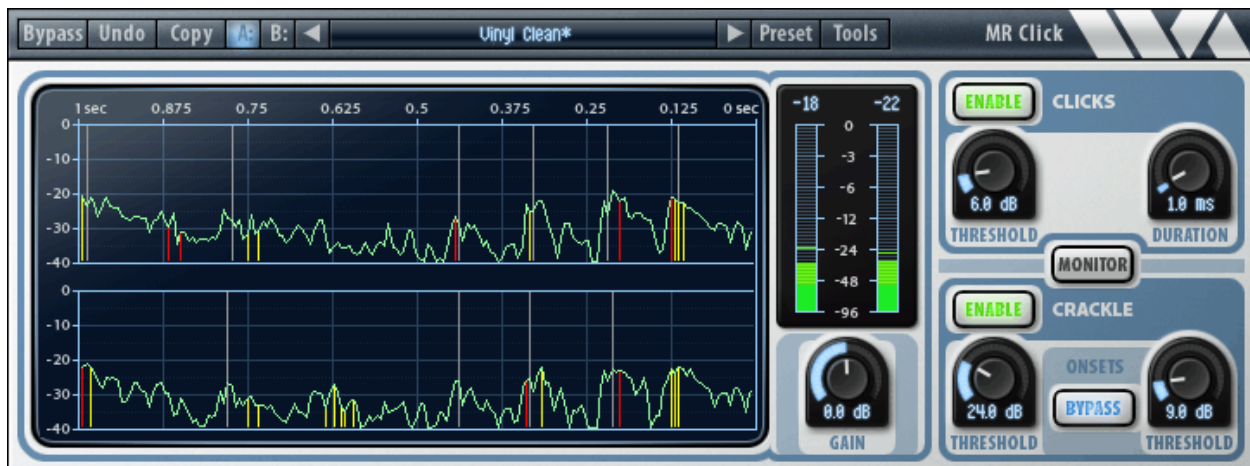 Bypass Undo Copy A: B: Vinyl Clean* Preset Tools MR Click
1 sec 0.875 0.75 0.625 0.5 0.375 0.25 0.125 0 sec
0
-10
-20
-30
-40
0
-10
-20
-30
-40
-18 -22
0
-3
-6
-12
-24
-48
-96
0.0 dB
GAIN
ENABLE CLICKS
6.0 dB 1.0 ms
THRESHOLD DURATION
MONITOR
ENABLE CRACKLE
ONSETS
24.0 dB BYPASS 9.0 dB
THRESHOLD THRESHOLD